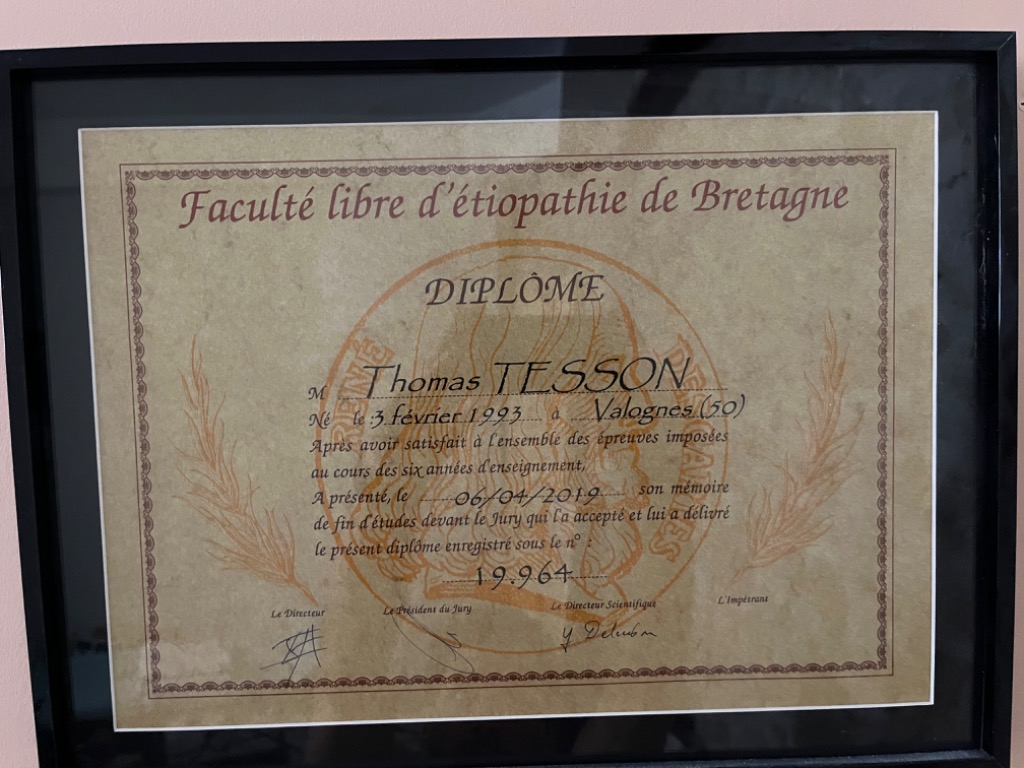 Faculté libre d'étiopathie de Bretagne
DIPLÔME
M Thomas TESSON
Né le 3 février 1993 à Valognes (50)
Après avoir satisfait à l'ensemble des épreuves imposées
au cours des six années d'enseignement,
A présenté, le 06/04/2019 son mémoire
de fin d'études devant le Jury qui l'a accepté et lui a délivré
le présent diplôme enregistré sous le n° :
19.964
Le Directeur Le Président du Jury Le Directeur Scientifique L'Impétrant
RENÉ DESCARTES